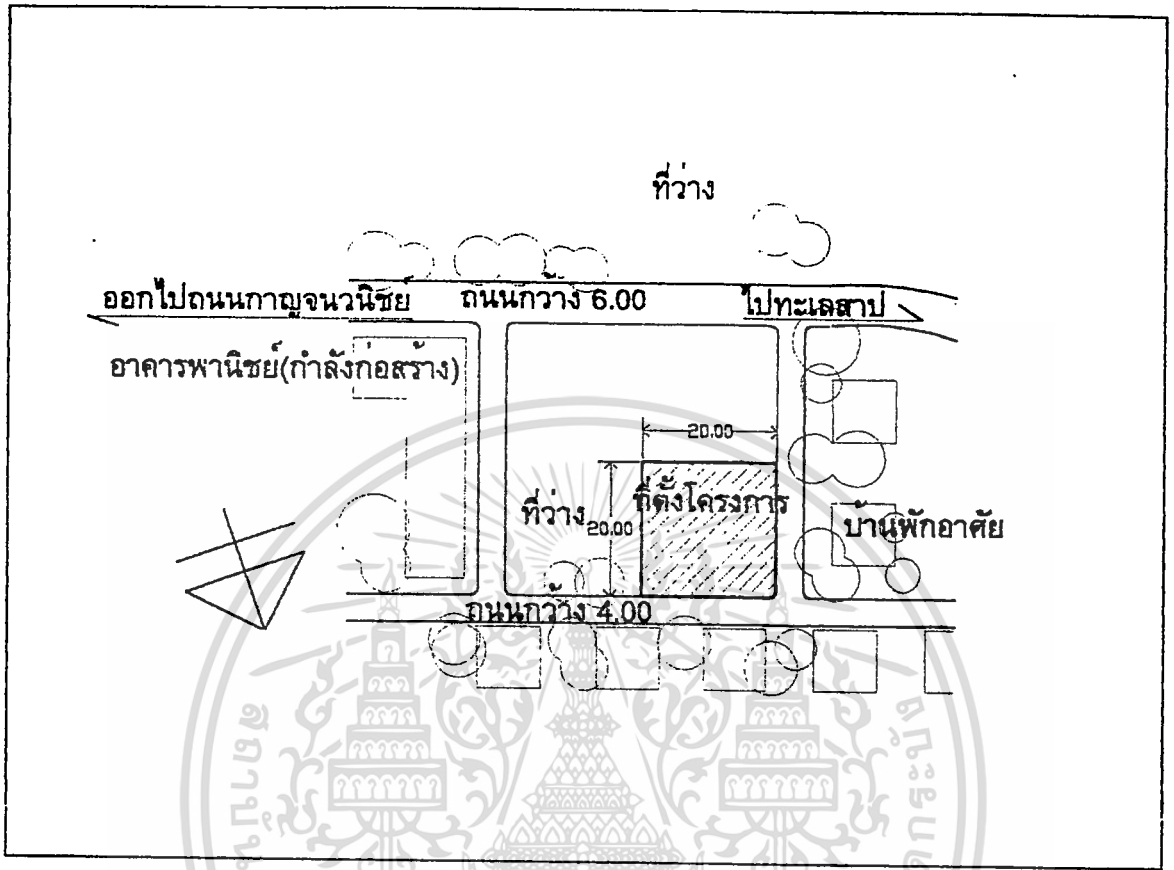 ที่ว่าง
ออกไปถนนกาญจนวนิชย์
ถนนกว้าง 6.00
ไปทะเลสาป
อาคารพานิชย์(กำลังก่อสร้าง)
20.00
ที่ว่าง
20.00
ที่ตั้งโครงการ
บ้านพักอาศัย
ถนนกว้าง 4.00